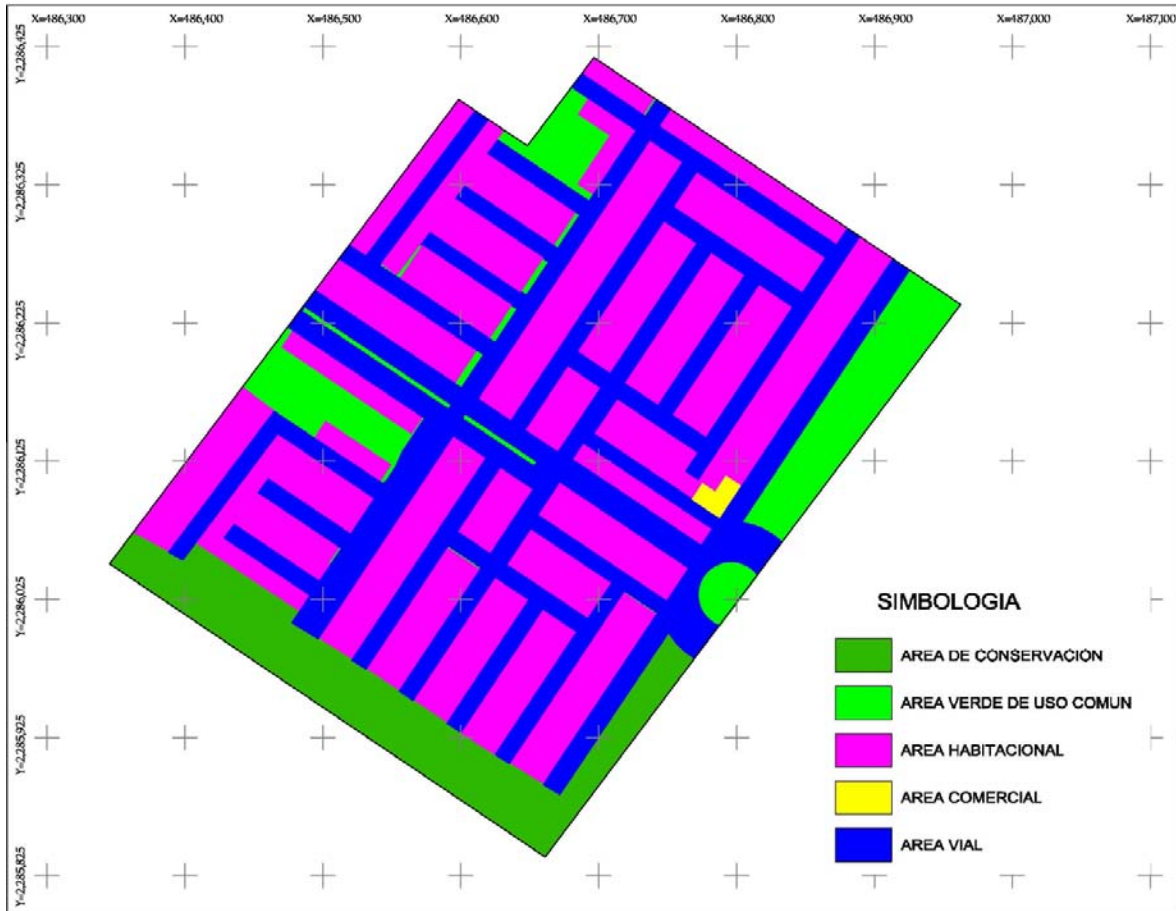 X=486,300
X=486,400
X=486,500
X=486,600
X=486,700
X=486,800
X=486,900
X=487,000
X=487,100
Y=2,286,425
Y=2,286,325
Y=2,286,225
Y=2,286,125
Y=2,286,025
Y=2,285,925
Y=2,285,825
SIMBOLOGIA
AREA DE CONSERVACIÓN
AREA VERDE DE USO COMUN
AREA HABITACIONAL
AREA COMERCIAL
AREA VIAL